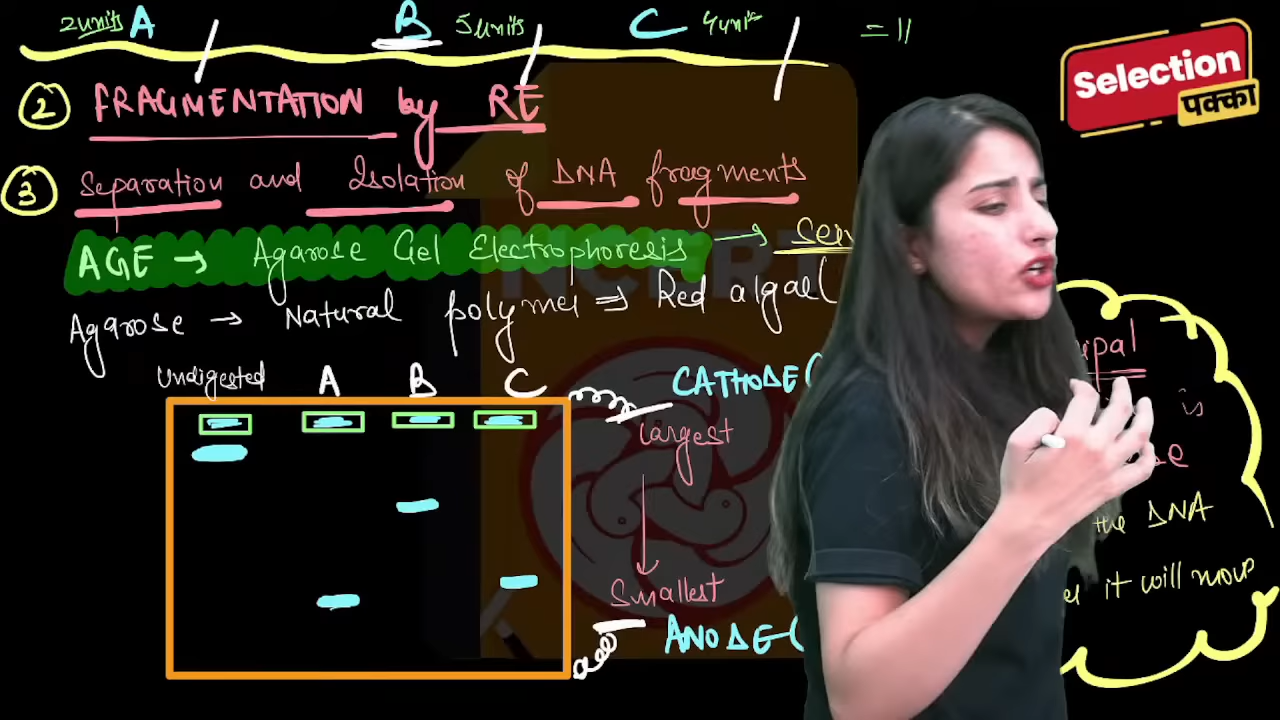 2units A B 5units C 4units = 11
② FRAGMENTATION by RE
③ Separation and Isolation of DNA fragments
AGE → Agarose Gel Electrophoresis →
Agarose → Natural polymer ⇒ Red algae(
Undigested A B C
CATHODE (
largest
Smallest
ANODE (
is
the DNA
it will move
Selection
पक्का